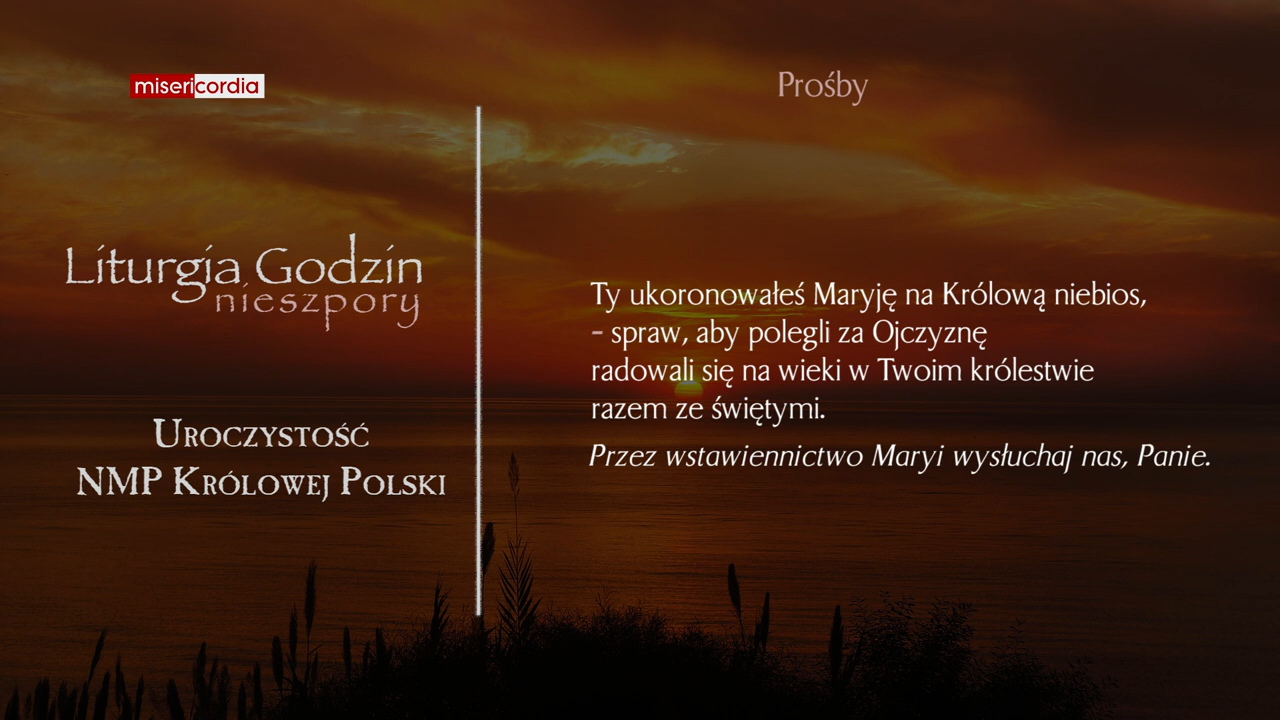 misericordia
Prośby
Liturgia Godzin
nieszpory
Uroczystość
NMP Królowej Polski
Ty ukoronowałeś Maryję na Królową niebios,
- spraw, aby polegli za Ojczyznę
radowali się na wieki w Twoim królestwie
razem ze świętymi.
Przez wstawiennictwo Maryi wysłuchaj nas, Panie.